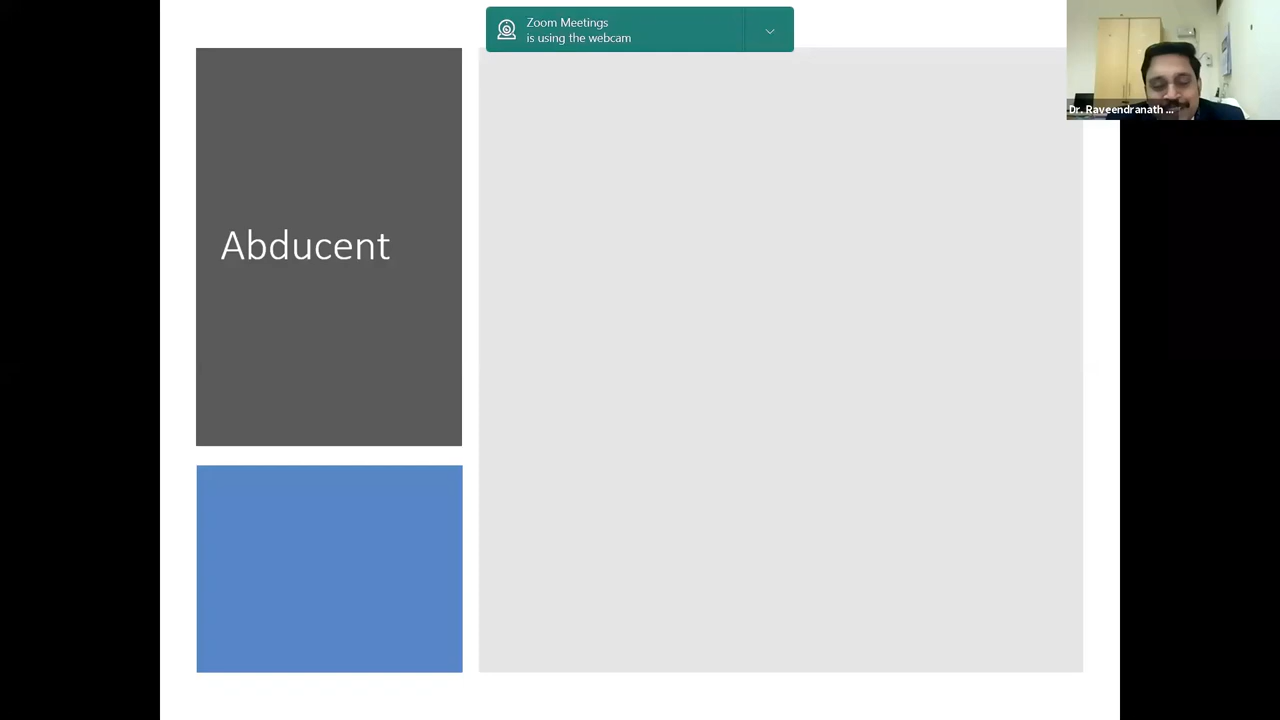 Zoom Meetings
is using the webcam
Dr. Raveendranath ...
Abducent